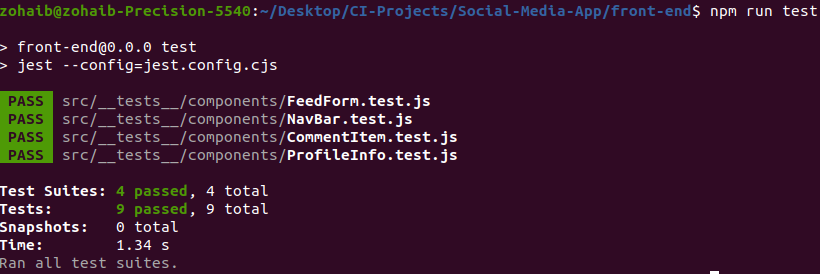 zohaib@zohaib-Precision-5540:~/Desktop/CI-Projects/Social-Media-App/front-end$ npm run test
> front-end@0.0.0 test
> jest --config=jest.config.cjs
PASS src/__tests__/components/FeedForm.test.js
PASS src/__tests__/components/NavBar.test.js
PASS src/__tests__/components/CommentItem.test.js
PASS src/__tests__/components/ProfileInfo.test.js
Test Suites: 4 passed, 4 total
Tests: 9 passed, 9 total
Snapshots: 0 total
Time: 1.34 s
Ran all test suites.